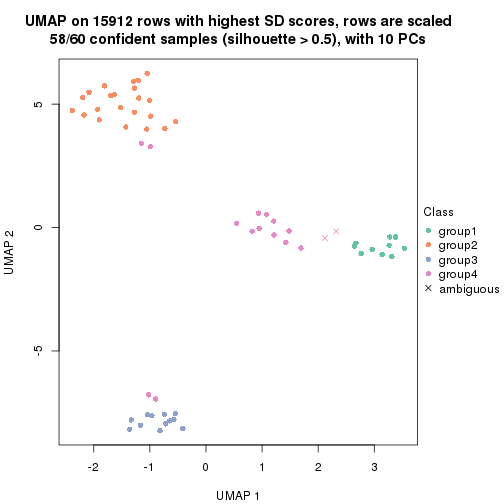 UMAP on 15912 rows with highest SD scores, rows are scaled
58/60 confident samples (silhouette > 0.5), with 10 PCs
5
0
-5
UMAP 2
-2
-1
0
1
2
3
UMAP 1
Class
group1
group2
group3
group4
ambiguous